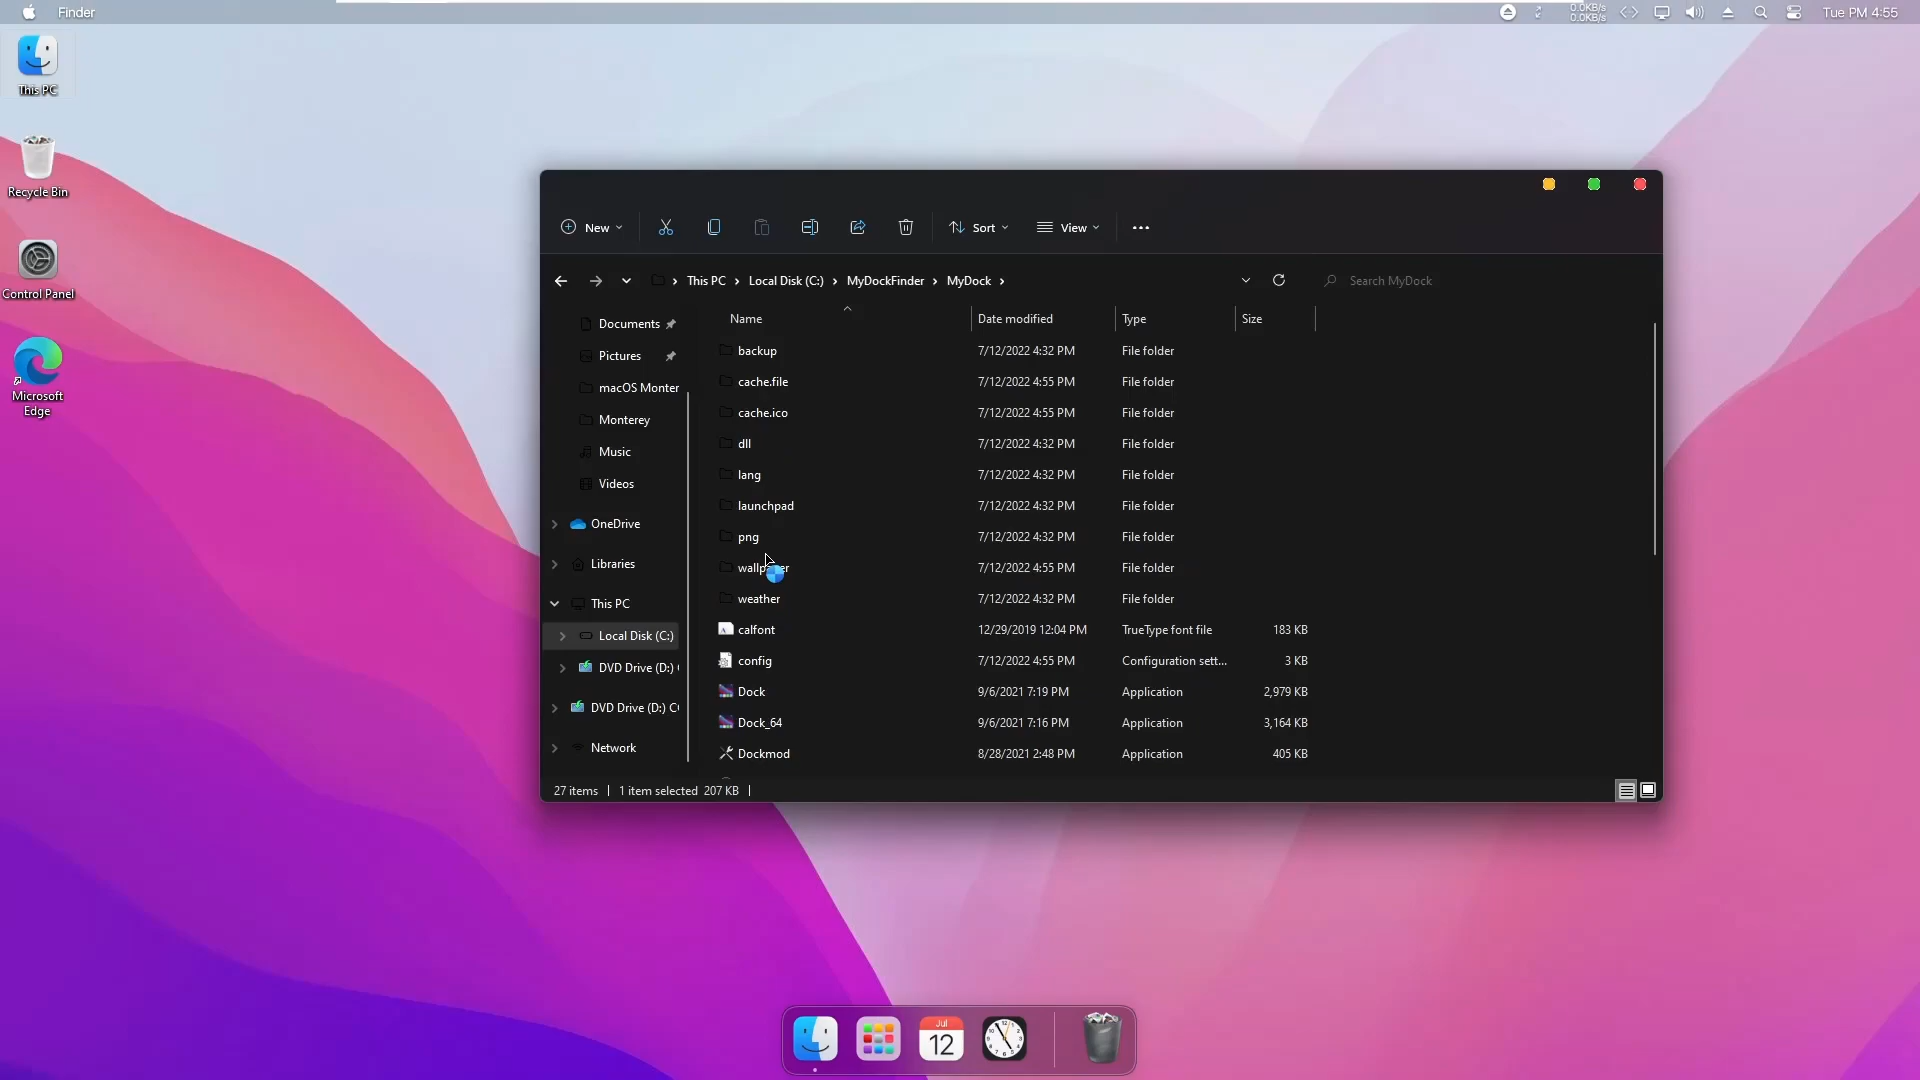 Finder
0.0KB/s
0.0KB/s
Tue PM 4:55
This PC
Recycle Bin
Control Panel
Microsoft
Edge
New
Sort
View
This PC > Local Disk (C:) > MyDockFinder > MyDock >
Search MyDock
Documents
Pictures
macOS Monter
Monterey
Music
Videos
OneDrive
Libraries
This PC
Local Disk (C:)
DVD Drive (D:) (
DVD Drive (D:) C(
Network
Name Date modified Type Size
backup 7/12/2022 4:32 PM File folder
cache.file 7/12/2022 4:55 PM File folder
cache.ico 7/12/2022 4:55 PM File folder
dll 7/12/2022 4:32 PM File folder
lang 7/12/2022 4:32 PM File folder
launchpad 7/12/2022 4:32 PM File folder
png 7/12/2022 4:32 PM File folder
wallpaper 7/12/2022 4:55 PM File folder
weather 7/12/2022 4:32 PM File folder
calfont 12/29/2019 12:04 PM TrueType font file 183 KB
config 7/12/2022 4:55 PM Configuration sett... 3 KB
Dock 9/6/2021 7:19 PM Application 2,979 KB
Dock_64 9/6/2021 7:16 PM Application 3,164 KB
Dockmod 8/28/2021 2:48 PM Application 405 KB
27 items | 1 item selected 207 KB |
Jul
12